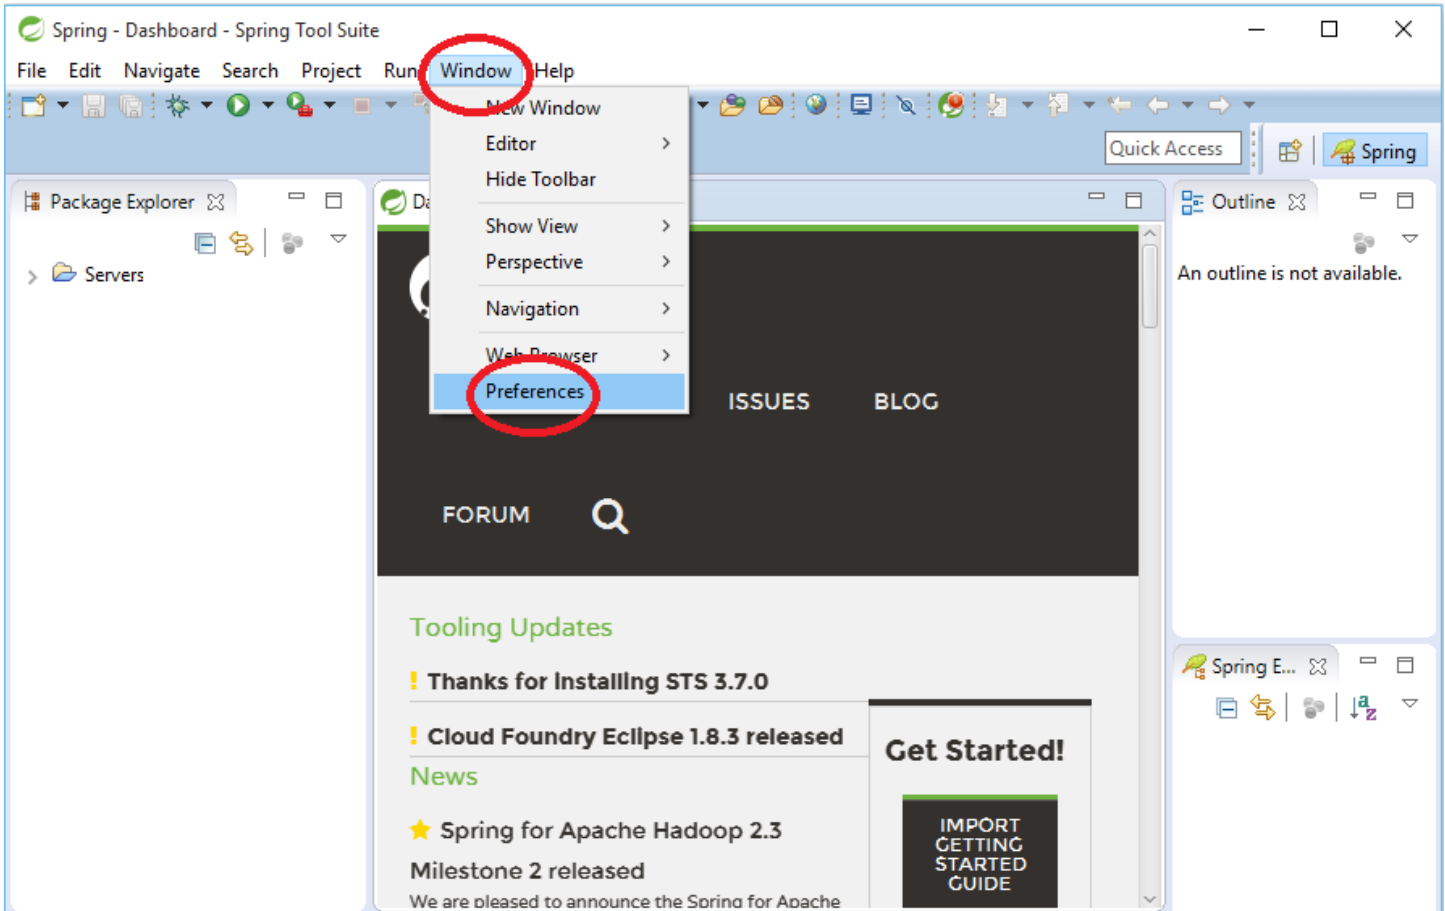 Spring - Dashboard - Spring Tool Suite
File Edit Navigate Search Project Run Window Help
New Window
Editor
Hide Toolbar
Show View
Perspective
Navigation
Web Browser
Preferences
Quick Access
Spring
Package Explorer
Servers
Outline
An outline is not available.
ISSUES BLOG
FORUM
Tooling Updates
! Thanks for installing STS 3.7.0
! Cloud Foundry Eclipse 1.8.3 released
News
Spring for Apache Hadoop 2.3
Milestone 2 released
We are pleased to announce the Spring for Apache
Get Started!
IMPORT
GETTING
STARTED
GUIDE
Spring E...
a
z